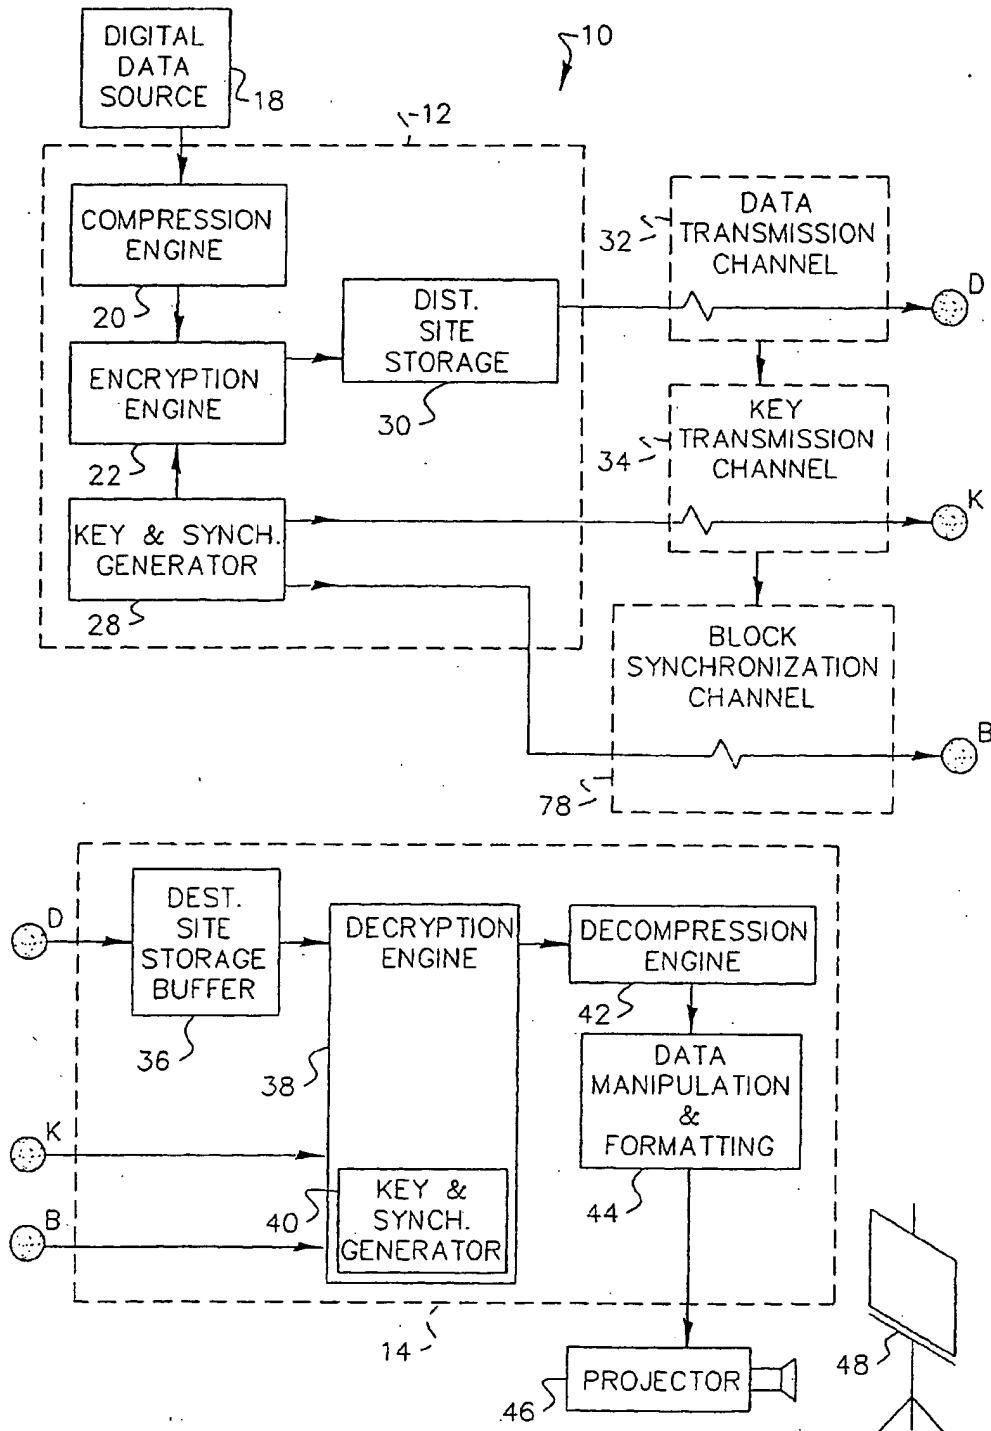 DIGITAL
DATA
SOURCE
18
10
12
COMPRESSION
ENGINE
20
ENCRYPTION
ENGINE
22
KEY & SYNCH.
GENERATOR
28
DIST.
SITE
STORAGE
30
DATA
TRANSMISSION
CHANNEL
32
D
KEY
TRANSMISSION
CHANNEL
34
K
BLOCK
SYNCHRONIZATION
CHANNEL
78
B
D
DEST.
SITE
STORAGE
BUFFER
36
DECRYPTION
ENGINE
38
K
B
KEY &
SYNCH.
GENERATOR
40
DECOMPRESSION
ENGINE
42
DATA
MANIPULATION
&
FORMATTING
44
14
PROJECTOR
46
48